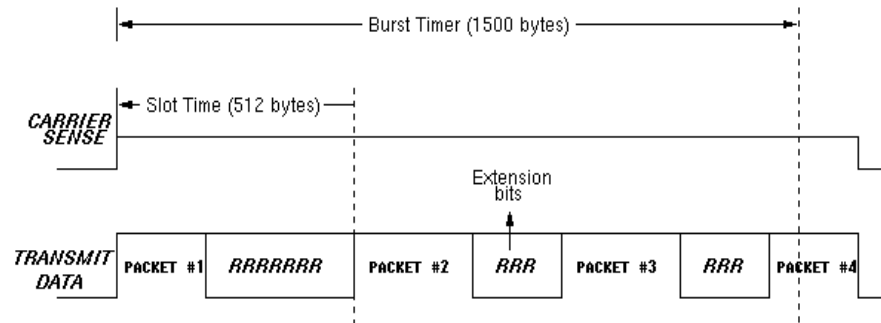 Burst Timer (1500 bytes)
Slot Time (512 bytes)
CARRIER
SENSE
Extension
bits
TRANSMIT
DATA
PACKET #1
RRRRRRR
PACKET #2
RRR
PACKET #3
RRR
PACKET #4